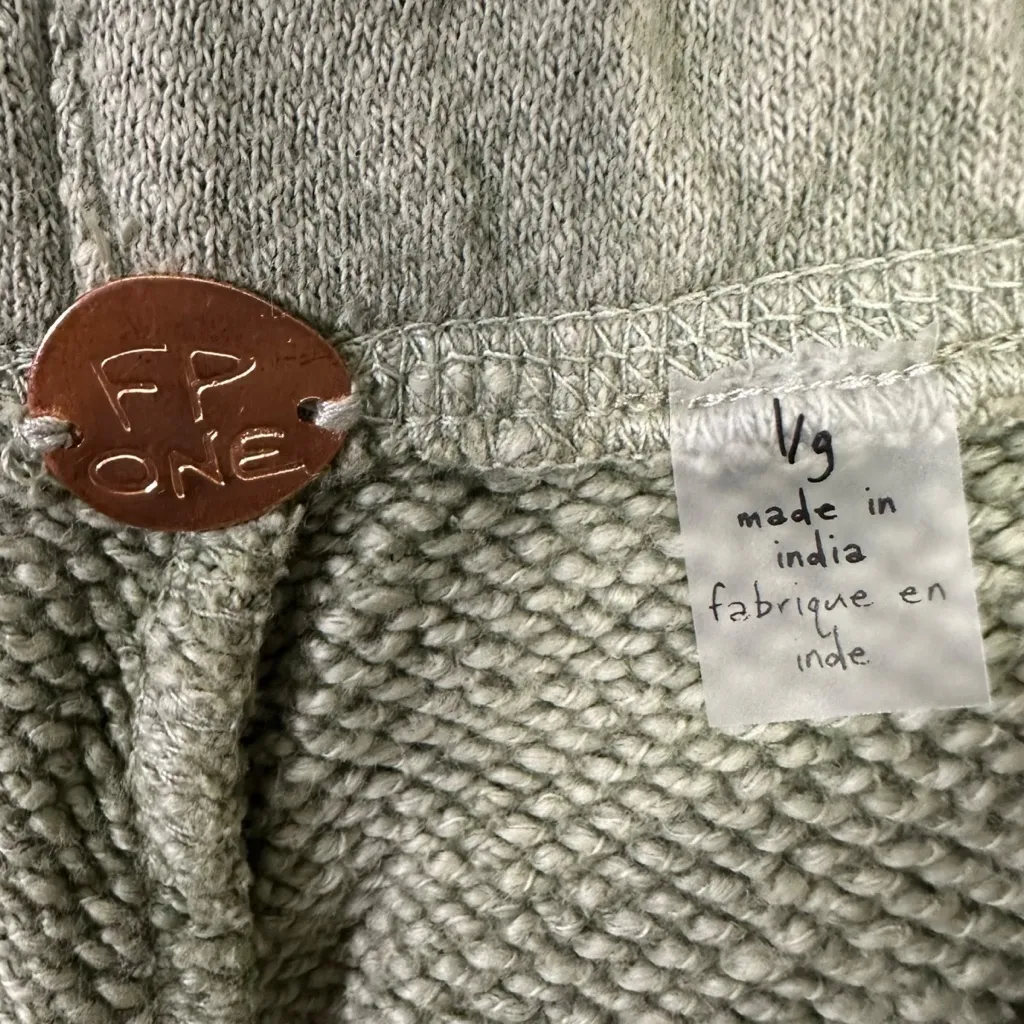 FP
ONE
l/g
made in
india
fabrique en
inde